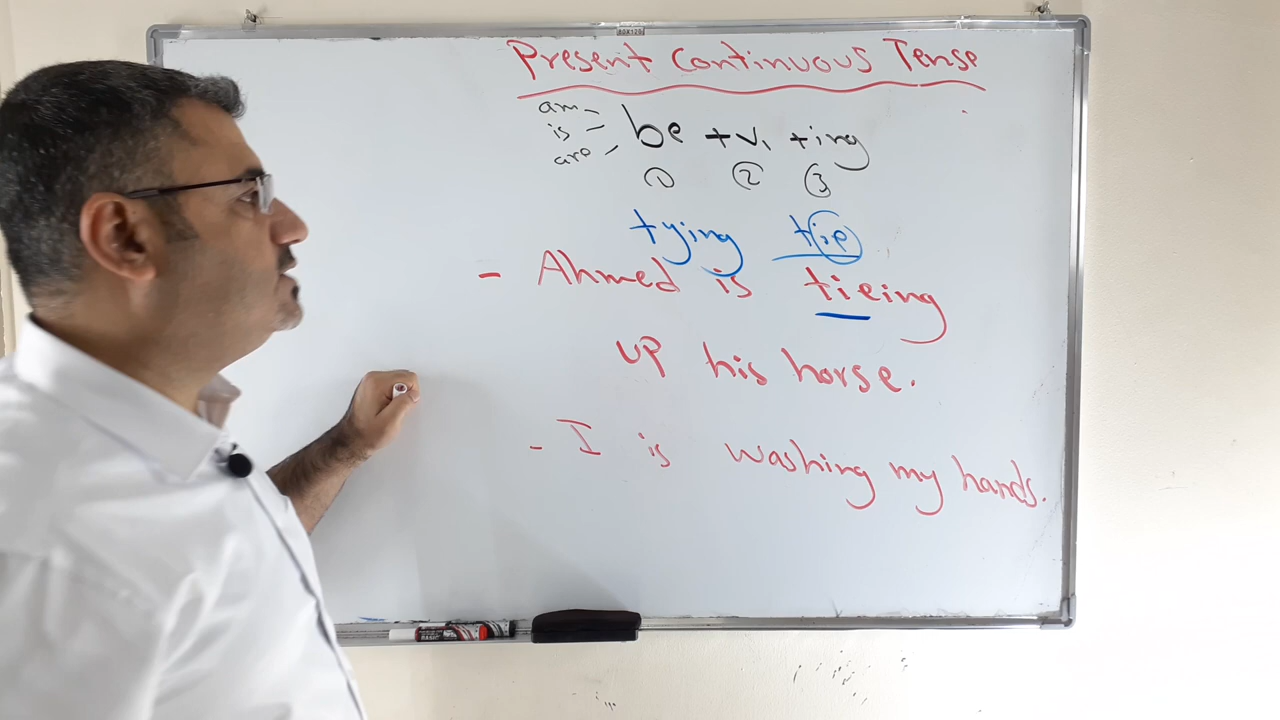 Present Continuous Tense
am
is
are
be + V1 + ing
① ② ③
tying tie
- Ahmed is tieing
up his horse.
- I is washing my hands.